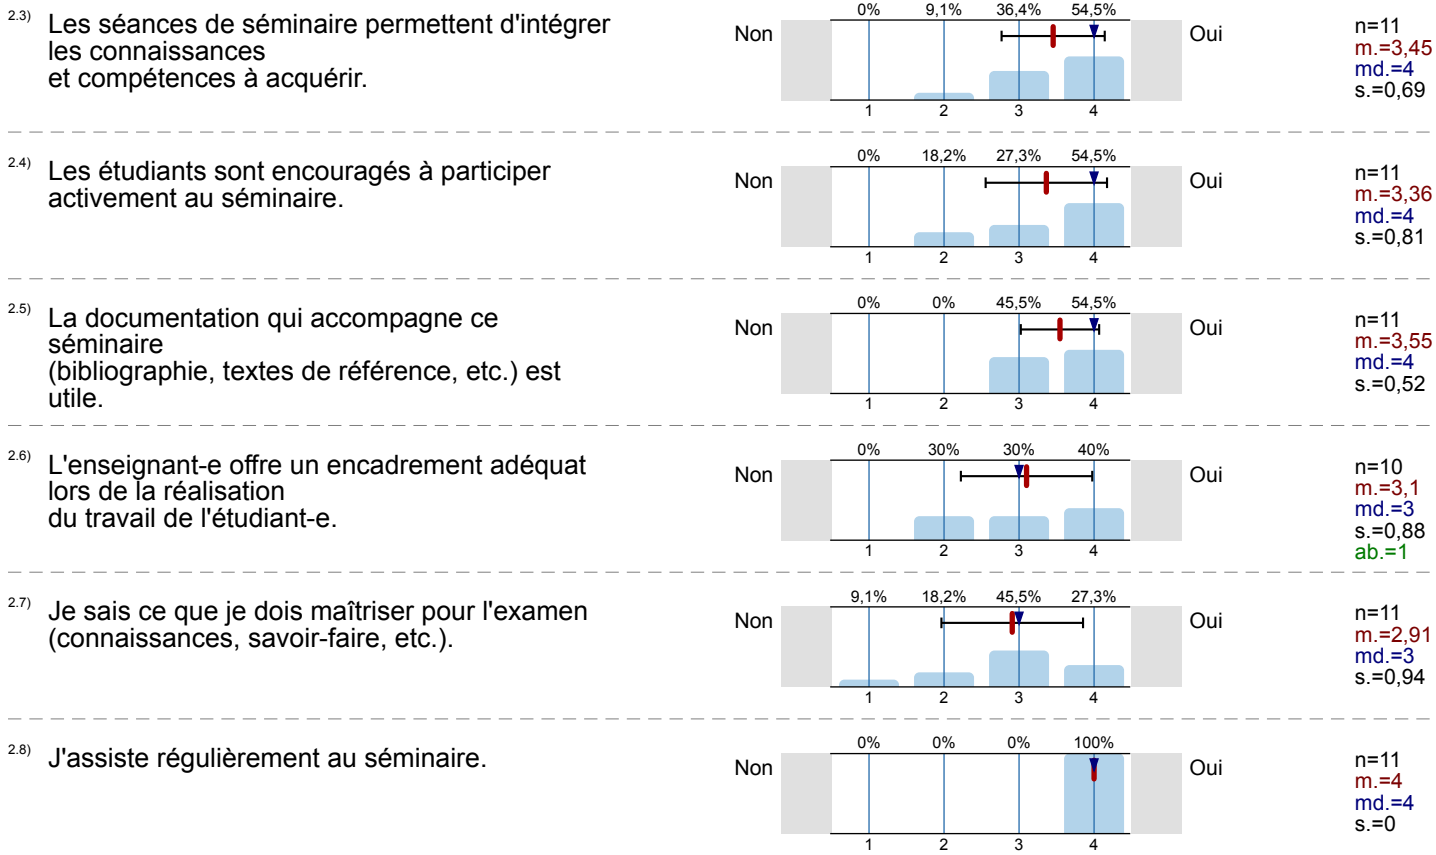 2.3) Les séances de séminaire permettent d'intégrer
les connaissances
et compétences à acquérir.
0% 9,1% 36,4% 54,5%
Non Oui
1 2 3 4
n=11
m.=3,45
md.=4
s.=0,69
2.4) Les étudiants sont encouragés à participer
activement au séminaire.
0% 18,2% 27,3% 54,5%
Non Oui
1 2 3 4
n=11
m.=3,36
md.=4
s.=0,81
2.5) La documentation qui accompagne ce
séminaire
(bibliographie, textes de référence, etc.) est
utile.
0% 0% 45,5% 54,5%
Non Oui
1 2 3 4
n=11
m.=3,55
md.=4
s.=0,52
2.6) L'enseignant-e offre un encadrement adéquat
lors de la réalisation
du travail de l'étudiant-e.
0% 30% 30% 40%
Non Oui
1 2 3 4
n=10
m.=3,1
md.=3
s.=0,88
ab.=1
2.7) Je sais ce que je dois maîtriser pour l'examen
(connaissances, savoir-faire, etc.).
9,1% 18,2% 45,5% 27,3%
Non Oui
1 2 3 4
n=11
m.=2,91
md.=3
s.=0,94
2.8) J'assiste régulièrement au séminaire.
0% 0% 0% 100%
Non Oui
1 2 3 4
n=11
m.=4
md.=4
s.=0